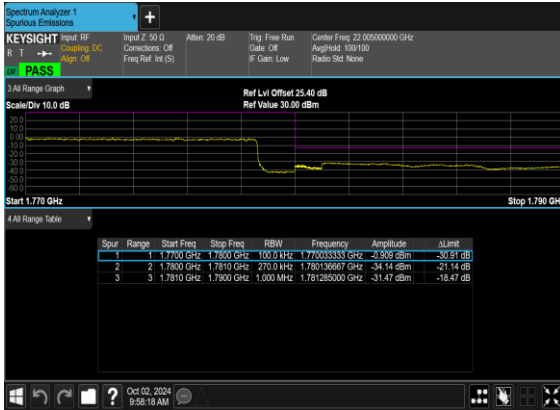 Spectrum Analyzer 1
Spurious Emissions
KEYSIGHT Input: RF Input Z: 50 Ω Atten: 20 dB Trig: Free Run Center Freq: 22.005000000 GHz
R T Coupling: DC Corrections: Off Gate: Off Avg|Hold: 100/100
Align: Off Freq Ref: Int (S) IF Gain: Low Radio Std: None
PASS
3 All Range Graph Ref Lvl Offset 25.40 dB
Scale/Div 10.0 dB Ref Value 30.00 dBm
20.0
10.0
0.00
-10.0
-20.0
-30.0
-40.0
-50.0
-60.0
Start 1.770 GHz Stop 1.790 GH
4 All Range Table
Spur Range Start Freq Stop Freq RBW Frequency Amplitude ΔLimit
1 1 1.7700 GHz 1.7800 GHz 100.0 kHz 1.770033333 GHz -0.909 dBm -30.91 dB
2 2 1.7800 GHz 1.7810 GHz 270.0 kHz 1.780136667 GHz -34.14 dBm -21.14 dB
3 3 1.7810 GHz 1.7900 GHz 1.000 MHz 1.781285000 GHz -31.47 dBm -18.47 dB
Oct 02, 2024
9:58:18 AM